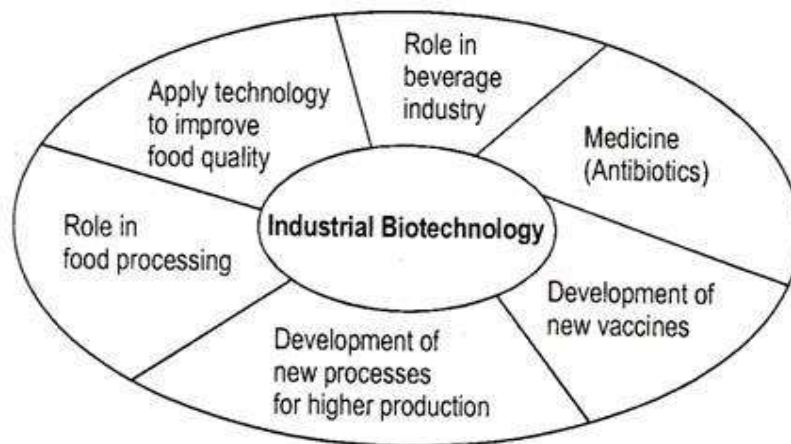 Role in
beverage
industry
Apply technology
to improve
food quality
Medicine
(Antibiotics)
Industrial Biotechnology
Role in
food processing
Development of
new vaccines
Development of
new processes
for higher production